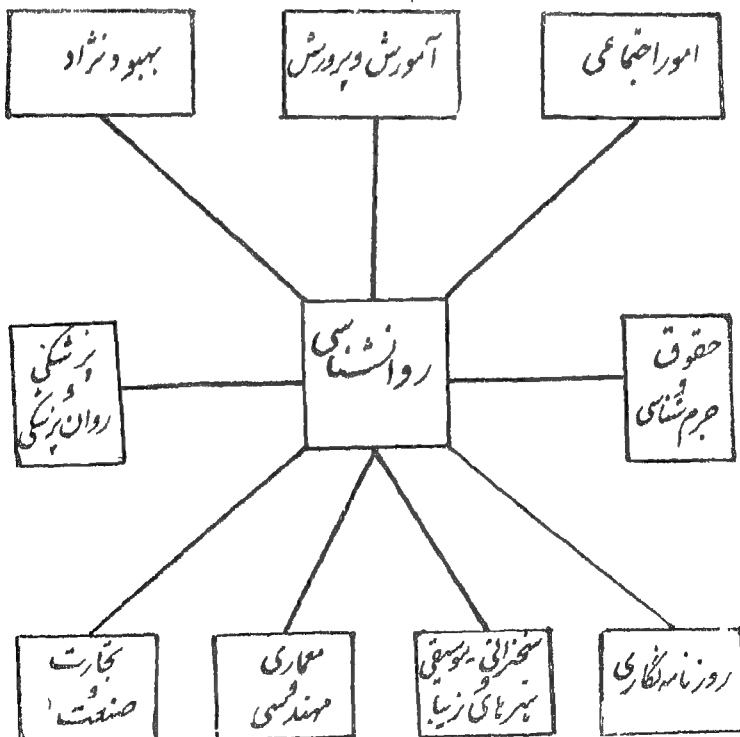 امور اجتماعی
آموزش و پرورش
بهبود نژاد
حقوق
و
جرم شناسی
روانشناسی
پزشکی
و
روان پزشکی
روزنامه نگاری
سخنرانی - موسیقی
و
هنرهای زیبا
معماری
و
مهندسی
تجارت
و
صنعت